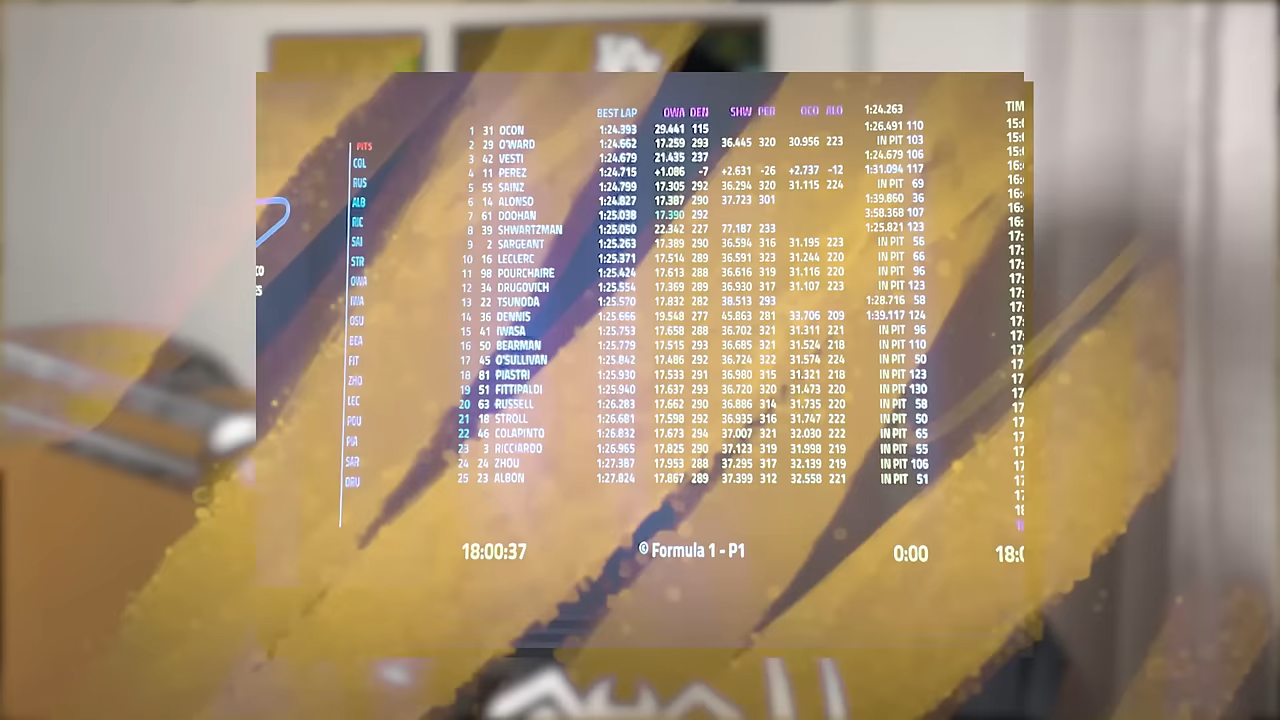 BEST LAP OWA DEN SHW PER OCO ALO 1:24.263 TIM
1 31 OCON 1:24.393 29.441 115 1:26.491 110
2 29 O'WARD 1:24.662 17.259 293 36.445 320 30.956 223 IN PIT 103
3 42 VESTI 1:24.679 21.435 237 1:24.679 106
4 11 PEREZ 1:24.715 +1.086 -7 +2.631 -26 +2.737 -12 1:31.094 117
5 55 SAINZ 1:24.799 17.305 292 36.294 320 31.115 224 IN PIT 69
6 14 ALONSO 1:24.827 17.387 290 37.723 301 1:39.860 36
7 61 DOOHAN 1:25.038 17.390 292 3:58.368 107
8 39 SHWARTZMAN 1:25.050 22.342 227 77.187 233 1:25.821 123
9 2 SARGEANT 1:25.263 17.389 290 36.594 316 31.195 223 IN PIT 56
10 16 LECLERC 1:25.371 17.514 289 36.591 323 31.244 220 IN PIT 66
11 98 POURCHAIRE 1:25.424 17.613 288 36.616 319 31.116 220 IN PIT 96
12 34 DRUGOVICH 1:25.554 17.369 289 36.930 317 31.107 223 IN PIT 123
13 22 TSUNODA 1:25.570 17.832 282 38.513 293 1:28.716 58
14 36 DENNIS 1:25.666 19.548 277 45.863 281 33.706 209 1:39.117 124
15 41 IWASA 1:25.753 17.658 288 36.702 321 31.311 221 IN PIT 96
16 50 BEARMAN 1:25.779 17.515 293 36.685 321 31.524 218 IN PIT 110
17 45 O'SULLIVAN 1:25.842 17.486 292 36.724 322 31.574 224 IN PIT 50
18 81 PIASTRI 1:25.930 17.533 291 36.980 315 31.321 218 IN PIT 123
19 51 FITTIPALDI 1:25.940 17.637 293 36.720 320 31.473 220 IN PIT 130
20 63 RUSSELL 1:26.283 17.662 290 36.886 314 31.735 220 IN PIT 58
21 18 STROLL 1:26.681 17.598 292 36.935 316 31.747 222 IN PIT 50
22 46 COLAPINTO 1:26.832 17.673 294 37.007 321 32.030 222 IN PIT 65
23 3 RICCIARDO 1:26.965 17.825 290 37.123 319 31.998 219 IN PIT 55
24 24 ZHOU 1:27.387 17.953 288 37.295 317 32.139 219 IN PIT 106
25 23 ALBON 1:27.824 17.867 289 37.399 312 32.558 221 IN PIT 51
PITS
COL
RUS
ALB
RIC
SAI
STR
OWA
IWA
OSU
BEA
FIT
ZHO
LEC
POU
PIA
SAR
DRU
18:00:37 © Formula 1 - P1 0:00 18:0